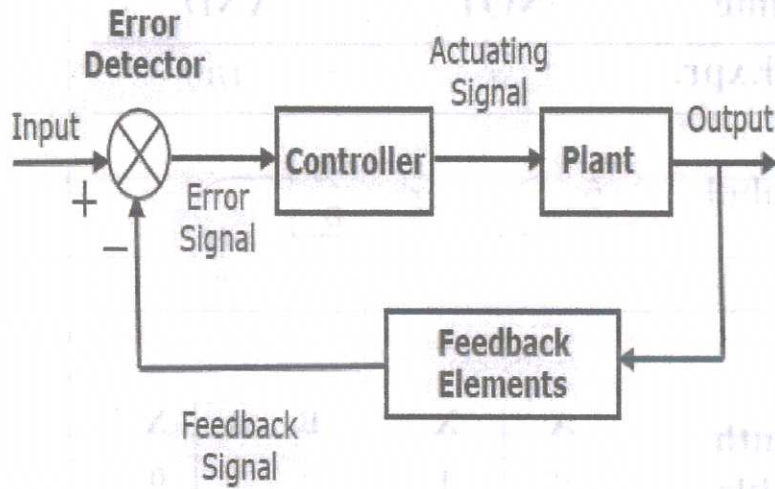 Error
Detector
Input
+
−
Error
Signal
Controller
Actuating
Signal
Plant
Output
Feedback
Elements
Feedback
Signal